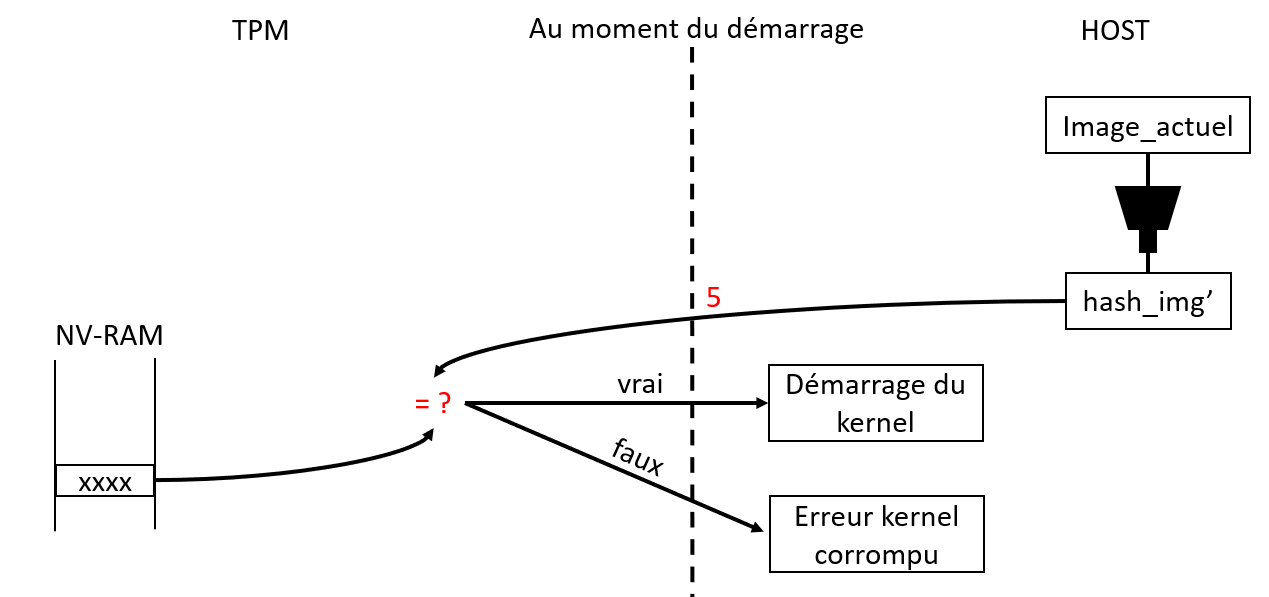 TPM
Au moment du démarrage
HOST
Image_actuel
hash_img’
5
NV-RAM
xxxx
= ?
vrai
faux
Démarrage du
kernel
Erreur kernel
corrompu